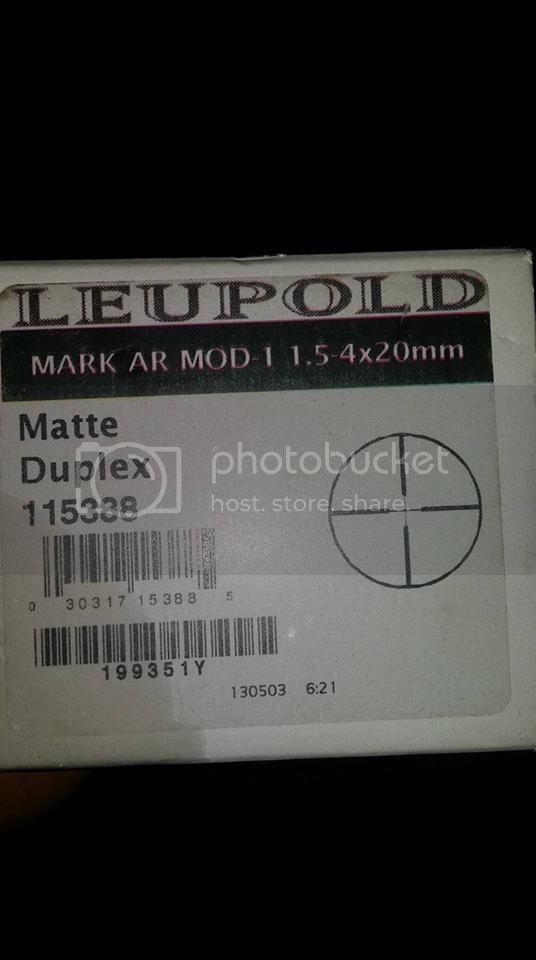 LEUPOLD
MARK AR MOD-1 1.5-4x20mm
Matte
Duplex
115388
photobucket
host. store. share.
0 30317 15388 5
199351Y
130503 6:21